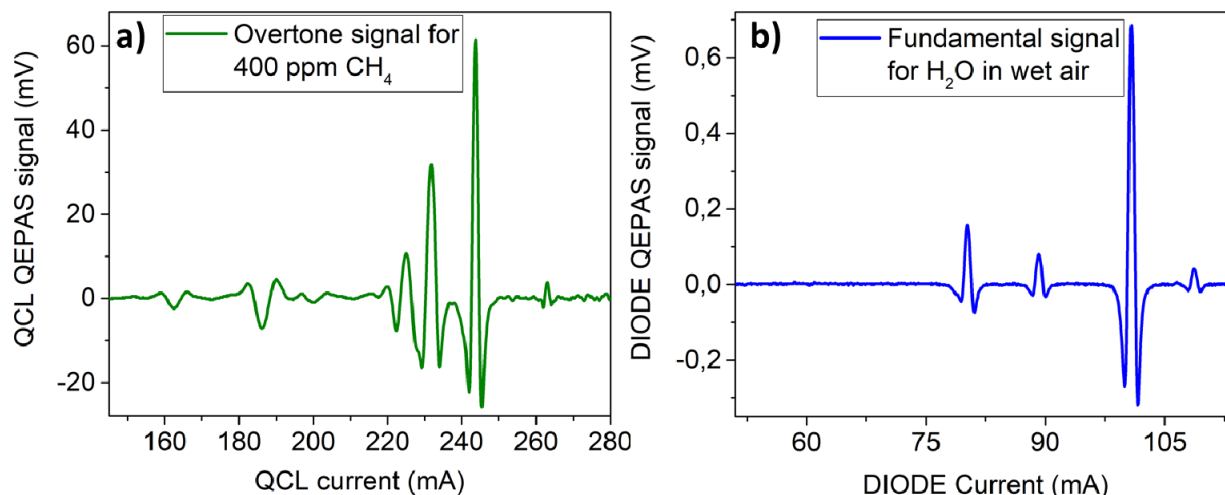 a)
Overtone signal for
400 ppm CH₄
QCL QEPAS signal (mV)
60
40
20
0
-20
160 180 200 220 240 260 280
QCL current (mA)
b)
Fundamental signal
for H₂O in wet air
DIODE QEPAS signal (mV)
0,6
0,4
0,2
0,0
-0,2
60 75 90 105
DIODE Current (mA)